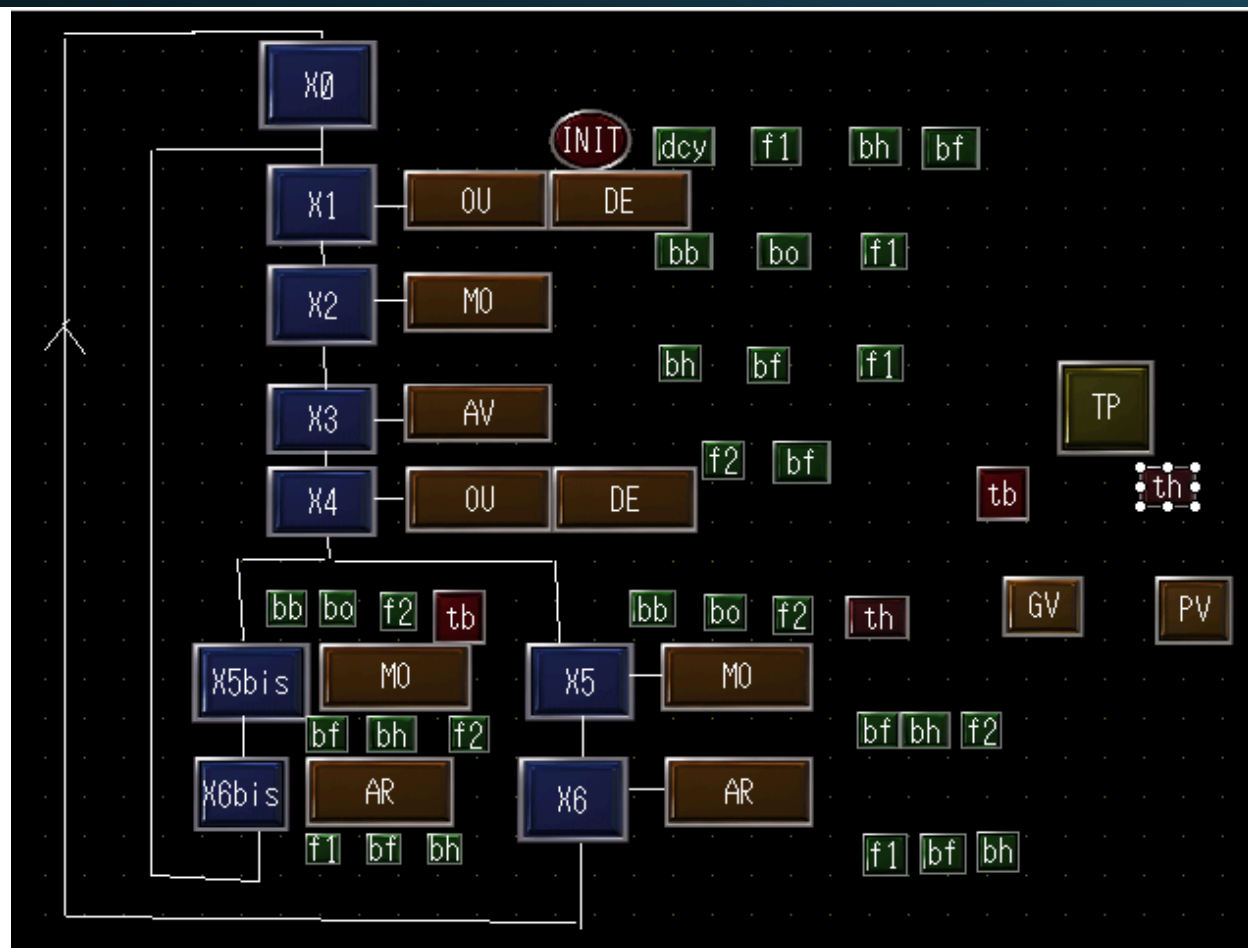 X0
INIT dcy f1 bh bf
X1 OU DE
bb bo f1
X2 MO
bh bf f1
X3 AV
TP
f2 bf
X4 OU DE
tb th
bb bo f2 tb bb bo f2 th GV PV
X5bis MO X5 MO
bf bh f2 bf bh f2
X6bis AR X6 AR
f1 bf bh f1 bf bh